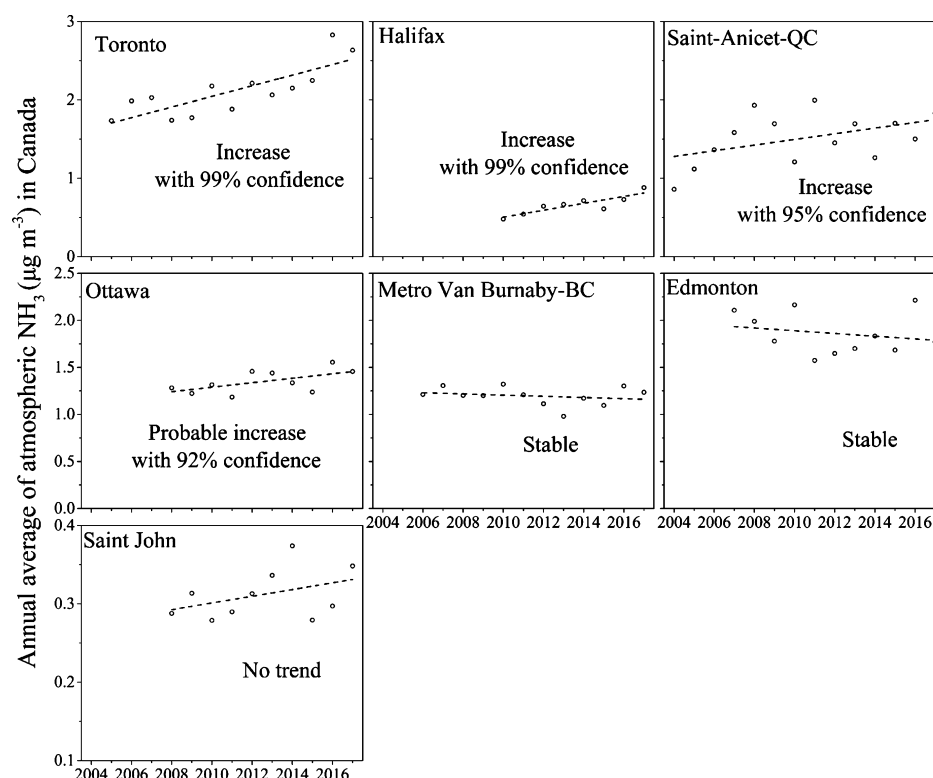 Annual average of atmospheric NH₃ (μg m⁻³) in Canada
3
2
1
0
Toronto
Increase
with 99% confidence
Halifax
Increase
with 99% confidence
Saint-Anicet-QC
Increase
with 95% confidence
2.5
2.0
1.5
1.0
0.5
0.0
Ottawa
Probable increase
with 92% confidence
Metro Van Burnaby-BC
Stable
2004 2006 2008 2010 2012 2014 2016
Edmonton
Stable
2004 2006 2008 2010 2012 2014 2016
0.4
0.3
0.2
0.1
Saint John
No trend
2004 2006 2008 2010 2012 2014 2016